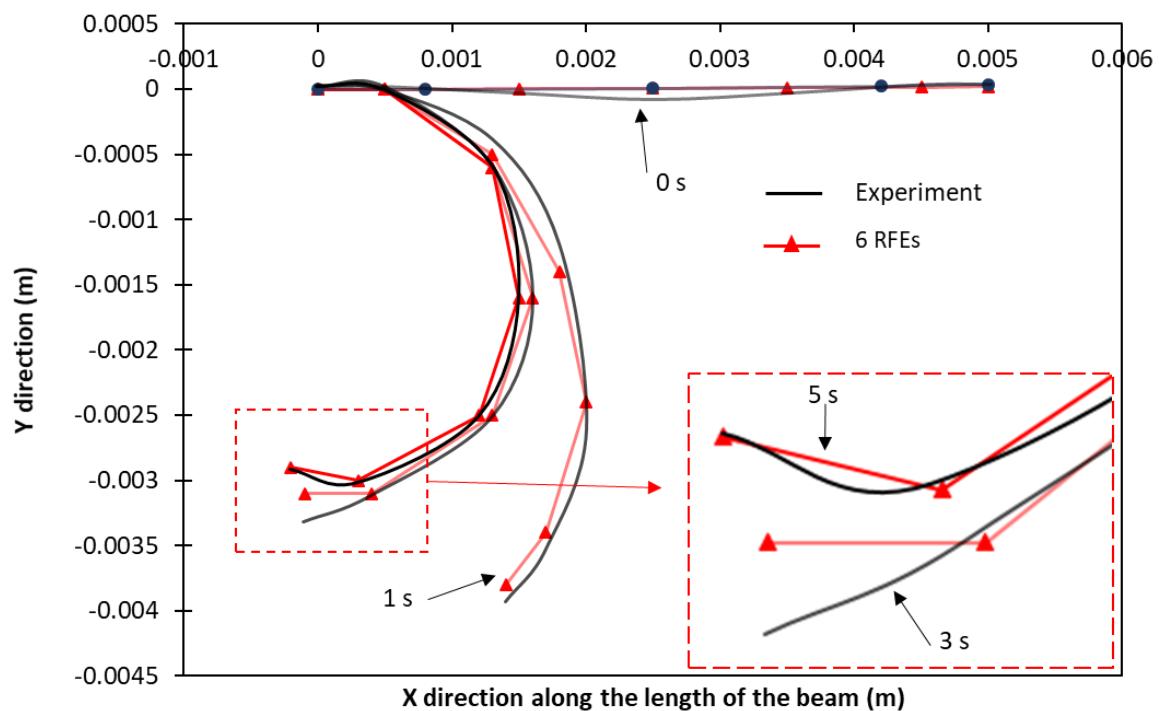 0.0005
-0.001 0 0.001 0.002 0.003 0.004 0.005 0.006
0
-0.0005
-0.001
-0.0015
-0.002
-0.0025
-0.003
-0.0035
-0.004
-0.0045
Y direction (m)
0 s
Experiment
6 RFEs
5 s
3 s
1 s
X direction along the length of the beam (m)